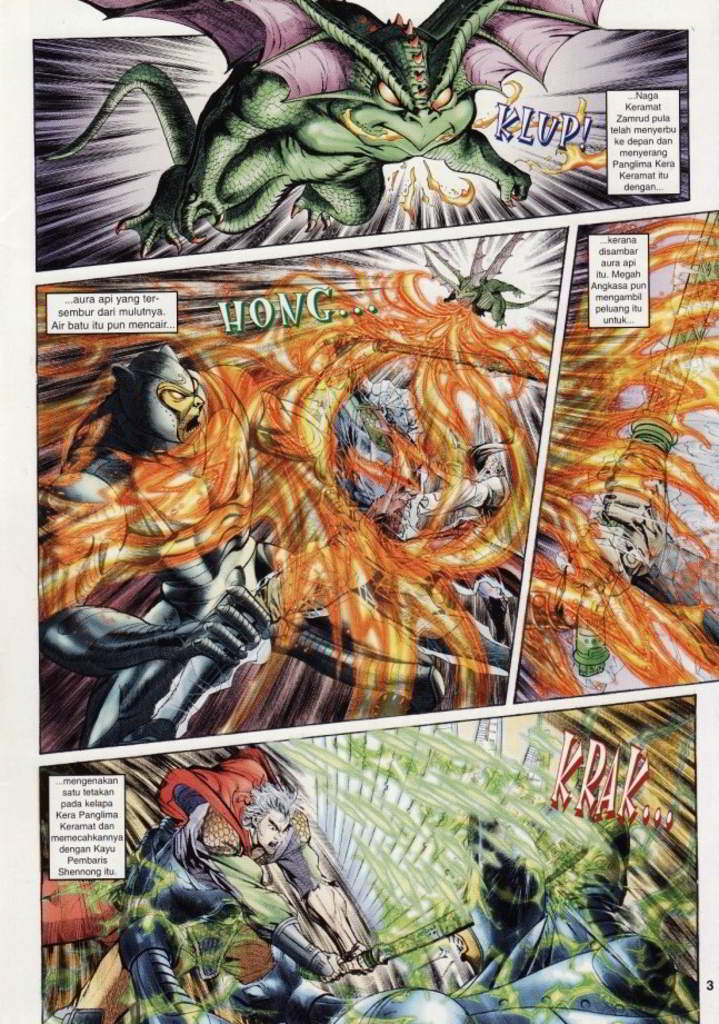 ...Naga
Keramat
Zamrud pula
telah menyerbu
ke depan dan
menyerang
Panglima Kera
Keramat itu
dengan...
KLUP!
...aura api yang ter-
sembur dari mulutnya.
Air batu itu pun mencair...
HONG...
...kerana
disambar
aura api
itu. Megah
Angkasa pun
mengambil
peluang itu
untuk...
...mengenakan
satu tetakan
pada kelapa
Kera Panglima
Keramat dan
memecahkannya
dengan Kayu
Pembaris
Shennong itu.
KRAK...
3